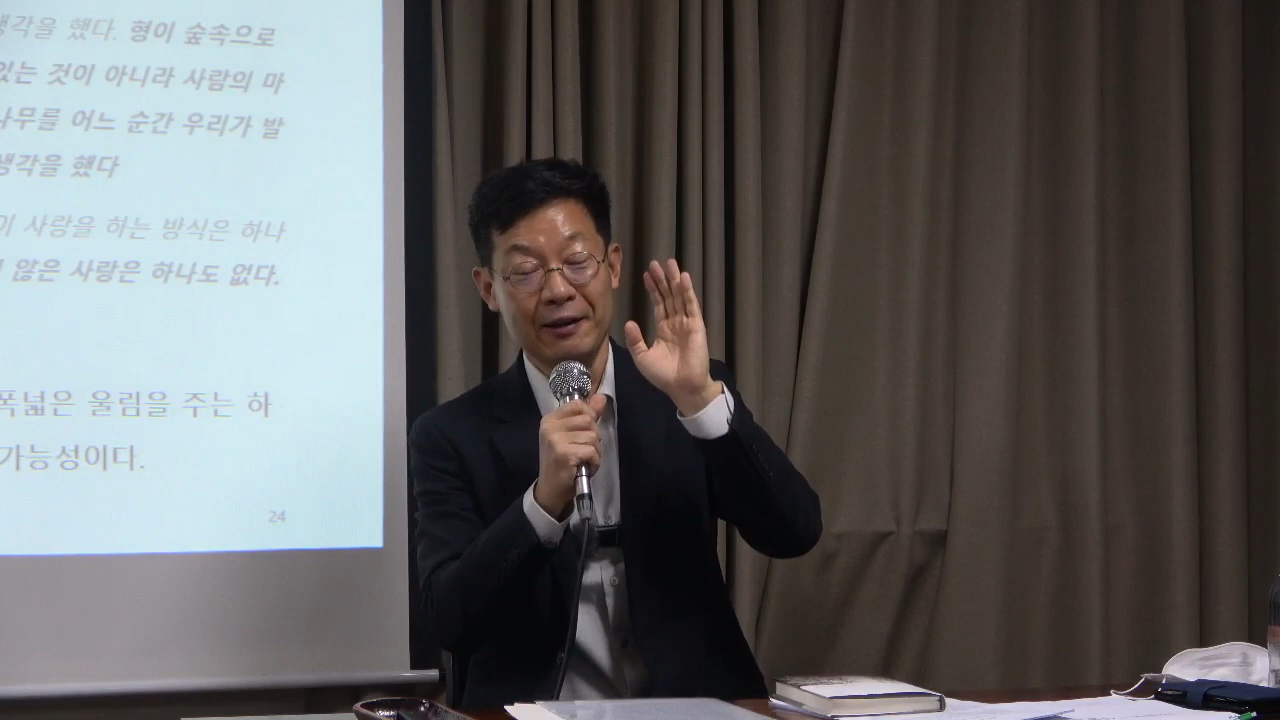 생각을 했다. 형이 숲속으로
있는 것이 아니라 사람의 마
나무를 어느 순간 우리가 발
생각을 했다
이 사랑을 하는 방식은 하나
않은 사랑은 하나도 없다.
폭넓은 울림을 주는 하
가능성이다.
24